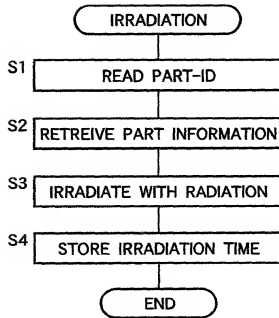 IRRADIATION
S1 READ PART-ID
S2 RETREIVE PART INFORMATION
S3 IRRADIATE WITH RADIATION
S4 STORE IRRADIATION TIME
END